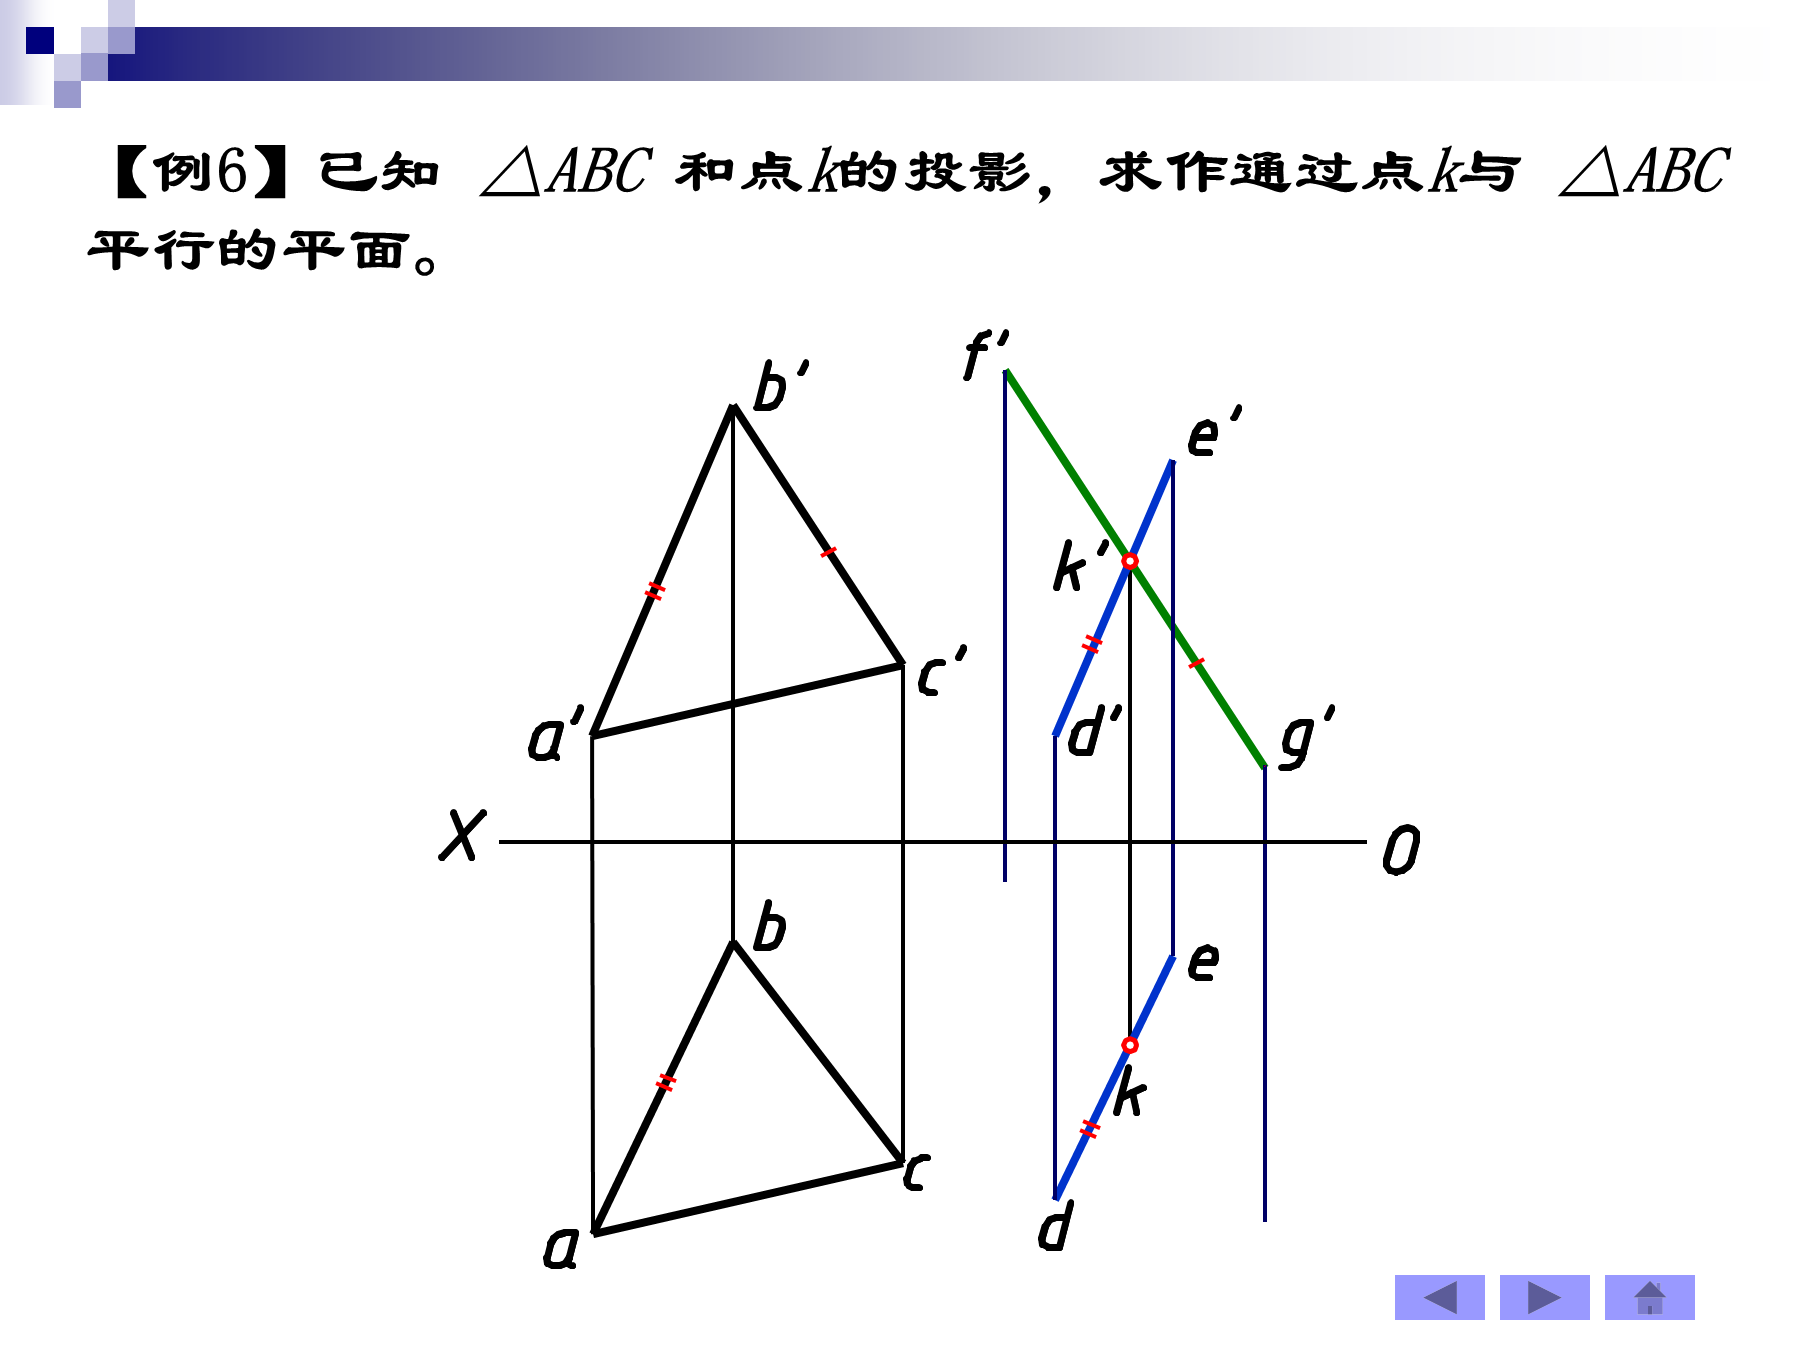 【例6】已知 △ABC 和点k的投影，求作通过点k与 △ABC
平行的平面。
f′
b′
e′
k′
c′
a′
d′
g′
X
O
b
e
k
c
d
a